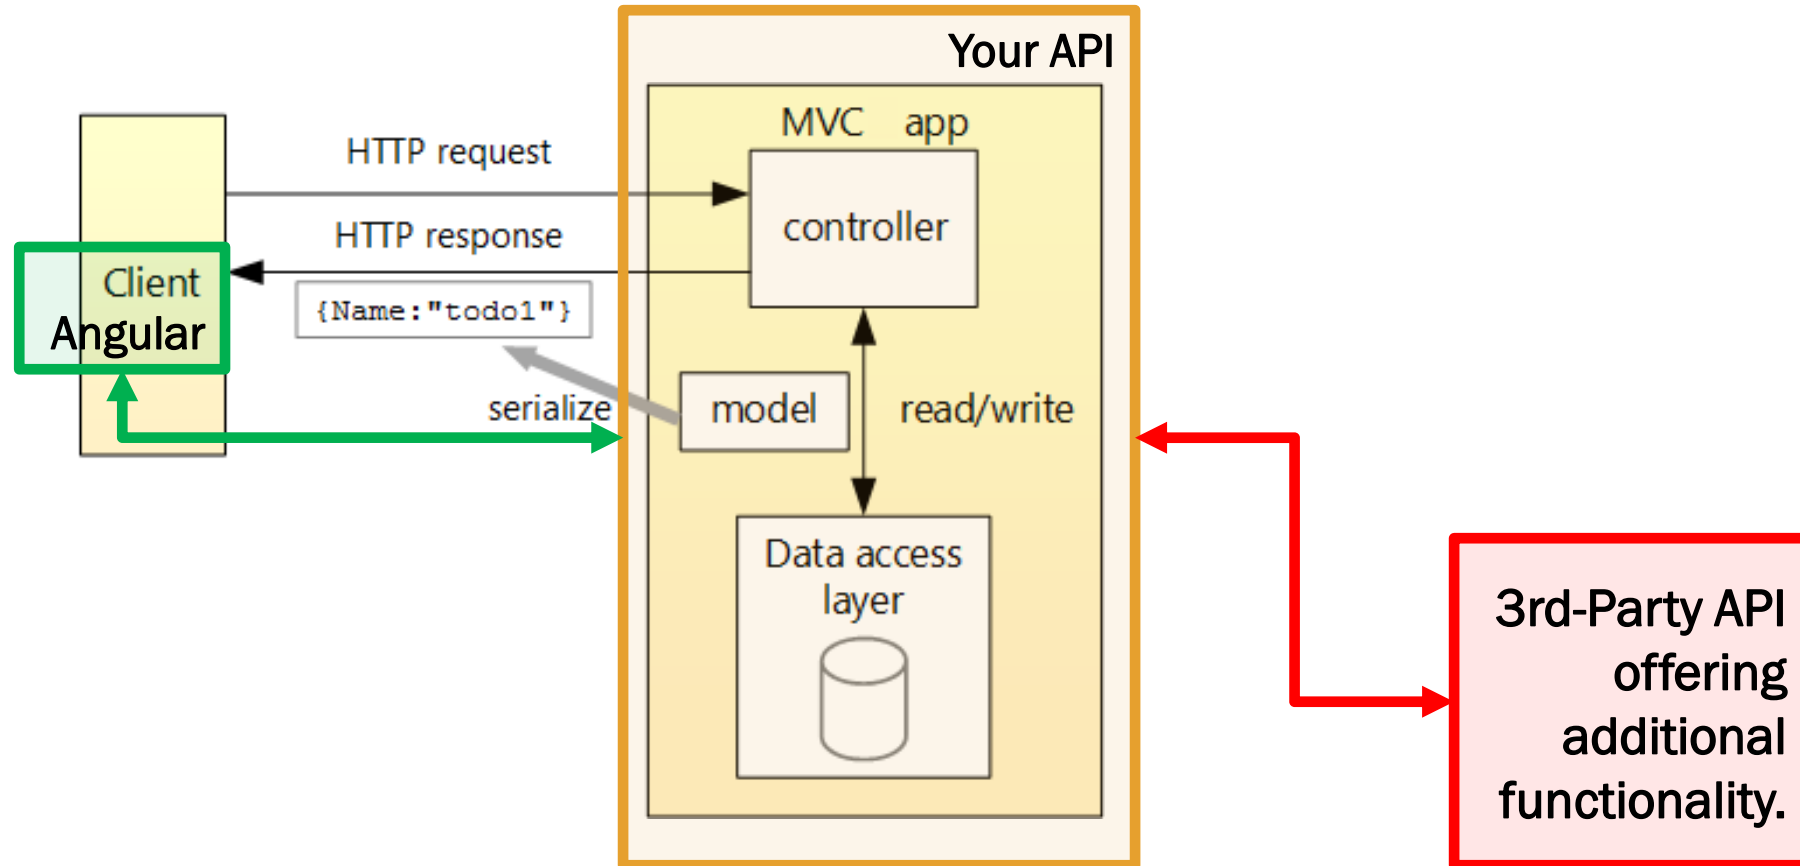 Your API
MVC app
HTTP request
controller
HTTP response
Client
Angular
{Name:"todo1"}
serialize
model
read/write
Data access
layer
3rd-Party API
offering
additional
functionality.